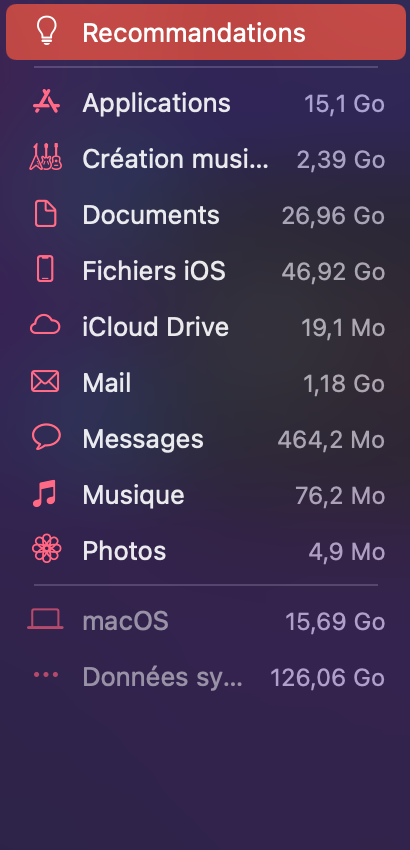 Recommandations
Applications 15,1 Go
Création musi... 2,39 Go
Documents 26,96 Go
Fichiers iOS 46,92 Go
iCloud Drive 19,1 Mo
Mail 1,18 Go
Messages 464,2 Mo
Musique 76,2 Mo
Photos 4,9 Mo
macOS 15,69 Go
Données sy... 126,06 Go